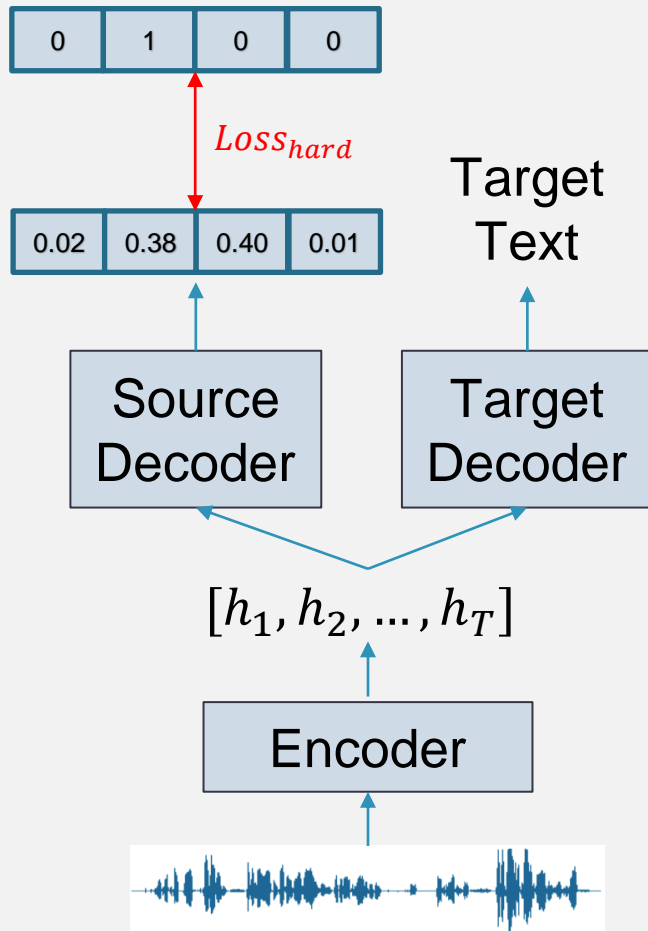 0 1 0 0
Loss_hard
0.02 0.38 0.40 0.01
Target
Text
Source
Decoder
Target
Decoder
[h_1, h_2, ..., h_T]
Encoder